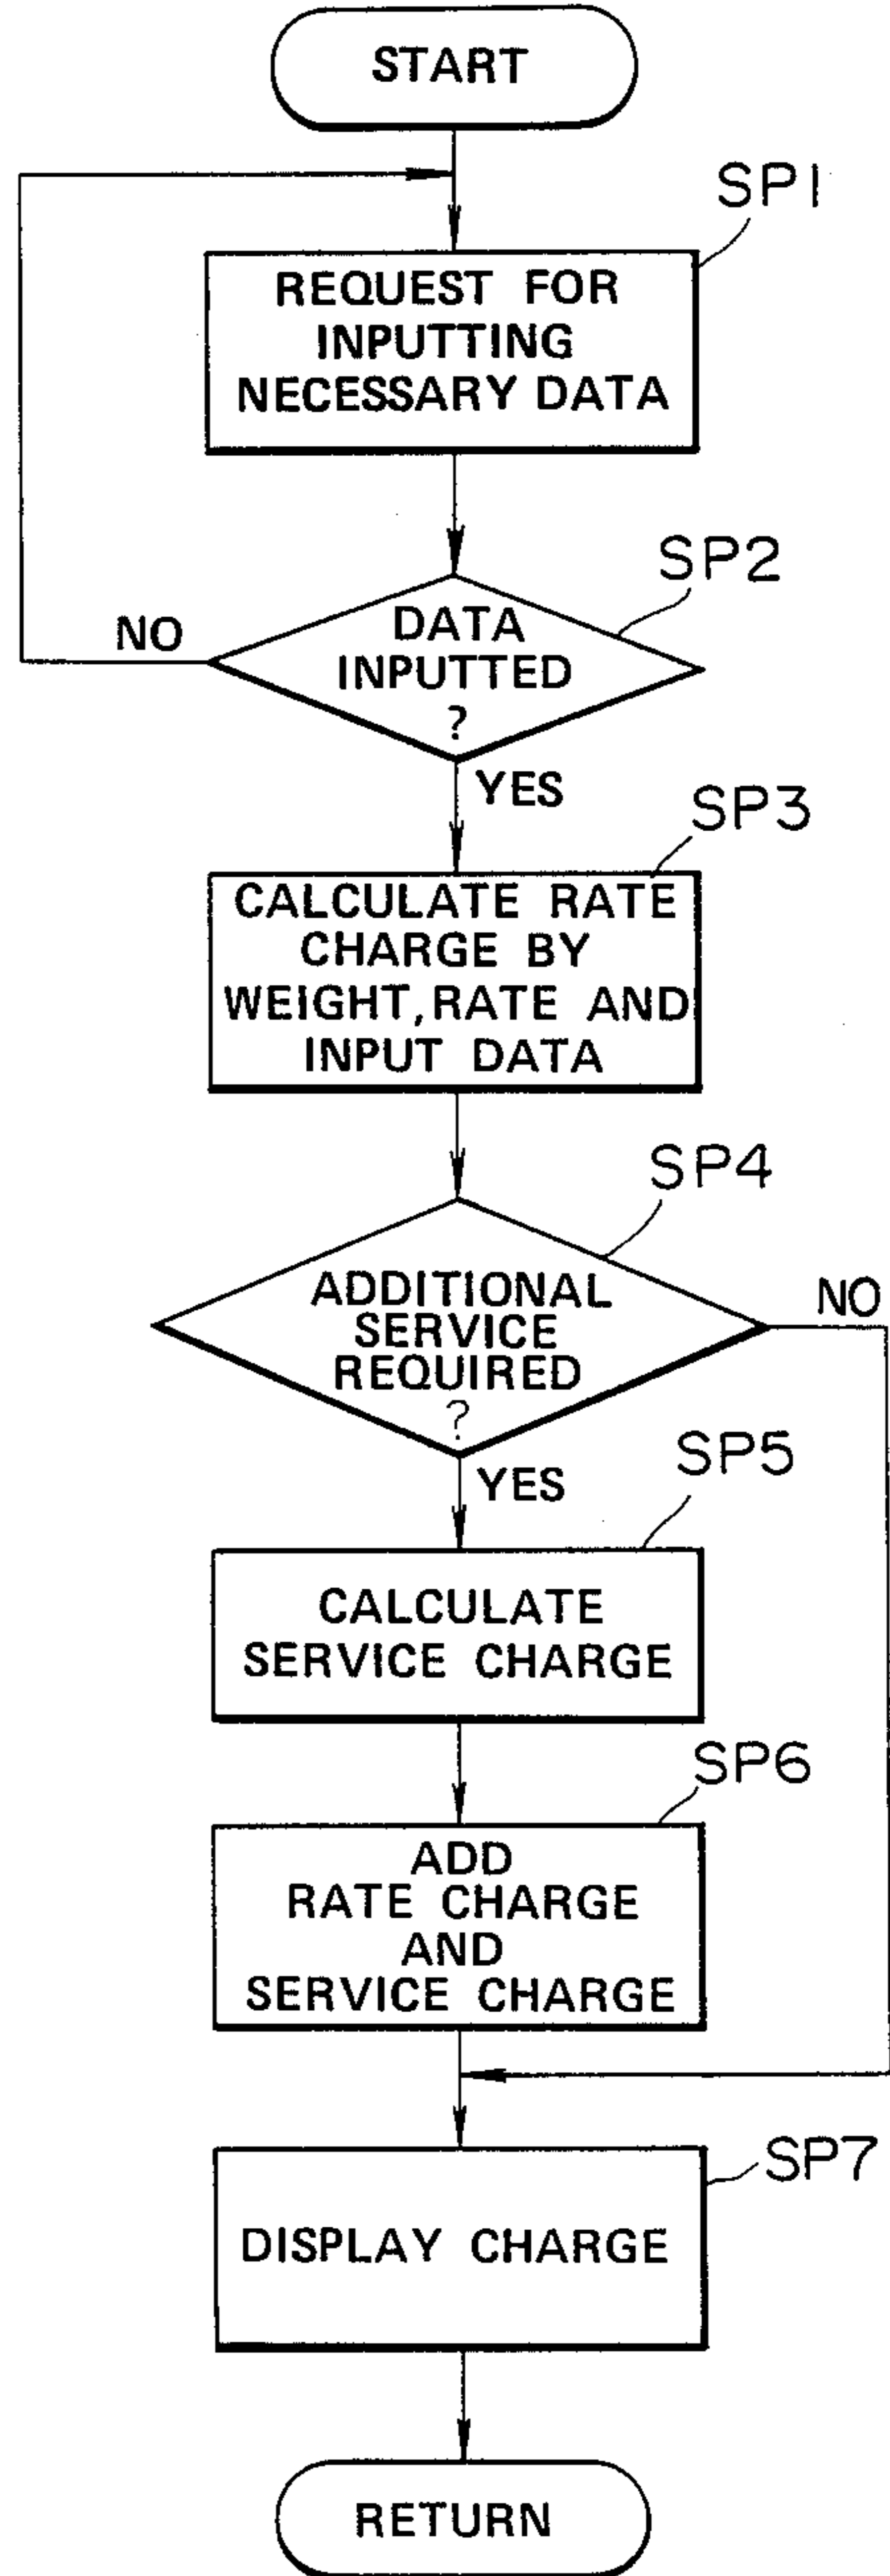 START
SP1
REQUEST FOR
INPUTTING
NECESSARY DATA
SP2
DATA
INPUTTED
?
NO
YES
SP3
CALCULATE RATE
CHARGE BY
WEIGHT, RATE AND
INPUT DATA
SP4
ADDITIONAL
SERVICE
REQUIRED
?
NO
YES
SP5
CALCULATE
SERVICE CHARGE
SP6
ADD
RATE CHARGE
AND
SERVICE CHARGE
SP7
DISPLAY CHARGE
RETURN